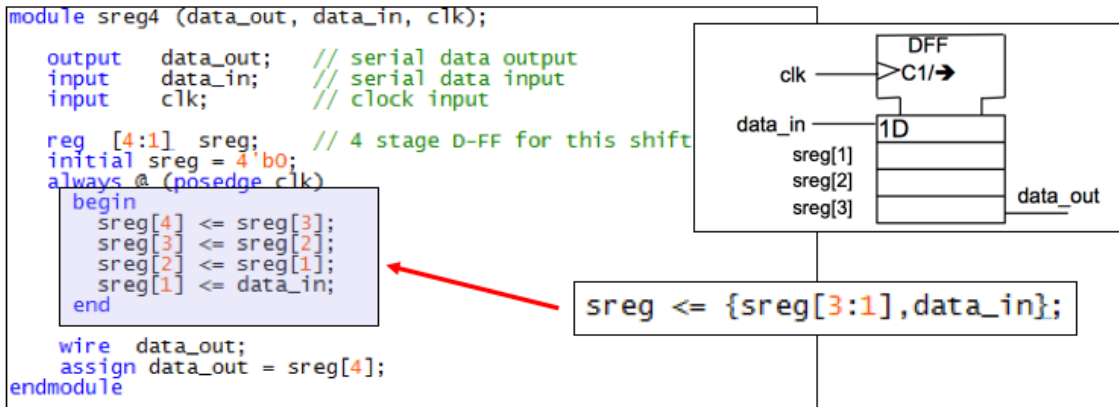 module sreg4 (data_out, data_in, clk);
output data_out; // serial data output
input data_in; // serial data input
input clk; // clock input
reg [4:1] sreg; // 4 stage D-FF for this shift
initial sreg = 4'b0;
always @ (posedge clk)
begin
sreg[4] <= sreg[3];
sreg[3] <= sreg[2];
sreg[2] <= sreg[1];
sreg[1] <= data_in;
end
wire data_out;
assign data_out = sreg[4];
endmodule
DFF
clk
C1/➔
data_in
1D
sreg[1]
sreg[2]
sreg[3]
data_out
sreg <= {sreg[3:1],data_in};